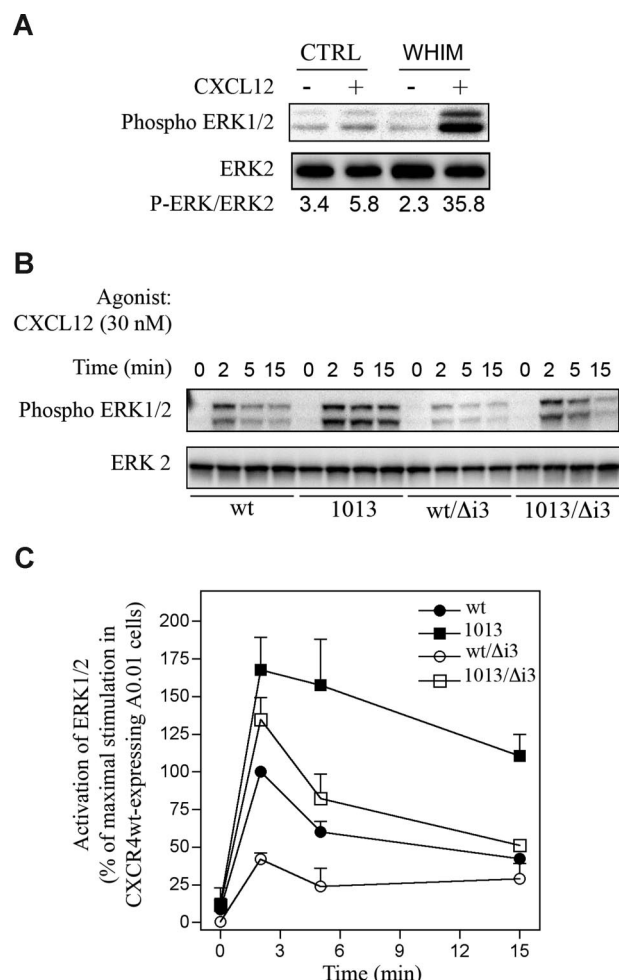 A
CTRL WHIM
CXCL12 - + - +
Phospho ERK1/2
ERK2
P-ERK/ERK2 3.4 5.8 2.3 35.8
B
Agonist:
CXCL12 (30 nM)
Time (min) 0 2 5 15 0 2 5 15 0 2 5 15 0 2 5 15
Phospho ERK1/2
ERK 2
wt 1013 wt/Δi3 1013/Δi3
C
Activation of ERK1/2
(% of maximal stimulation in
CXCR4wt-expressing A0.01 cells)
200
175
150
125
100
75
50
25
0
wt
1013
wt/Δi3
1013/Δi3
0 3 6 9 12 15
Time (min)